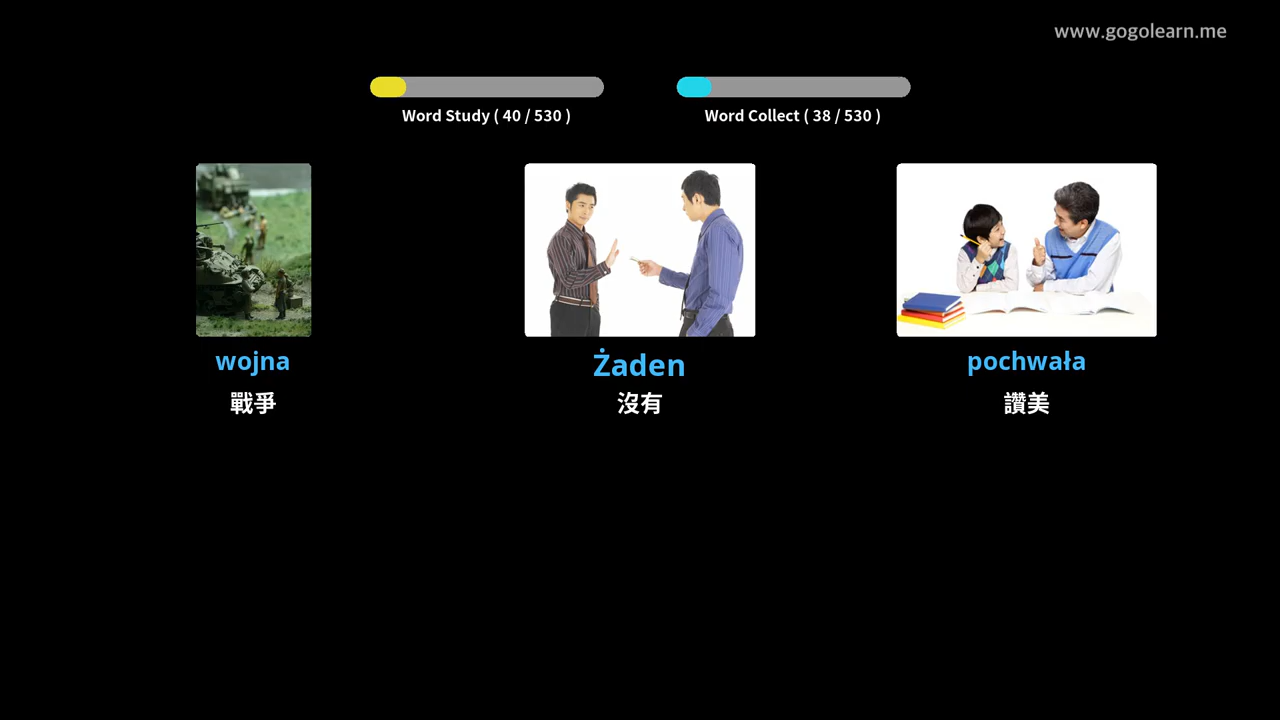 www.gogolearn.me
Word Study ( 40 / 530 )
Word Collect ( 38 / 530 )
wojna
Żaden
pochwała
戰爭
沒有
讚美